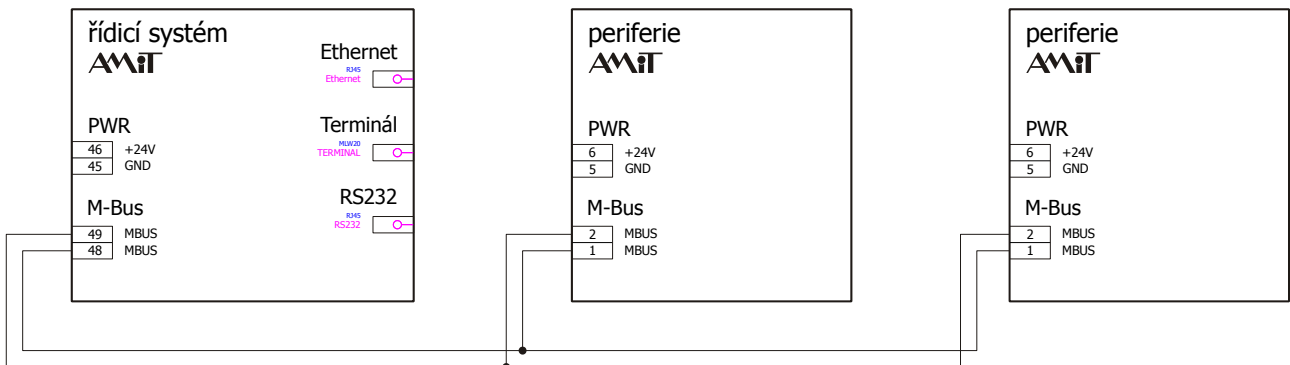 řídicí systém
AMiT
Ethernet
RJ45
Ethernet
PWR
46 +24V
45 GND
Terminál
MLW20
TERMINAL
M-Bus
49 MBUS
48 MBUS
RS232
RJ45
RS232
periferie
AMiT
PWR
6 +24V
5 GND
M-Bus
2 MBUS
1 MBUS
periferie
AMiT
PWR
6 +24V
5 GND
M-Bus
2 MBUS
1 MBUS